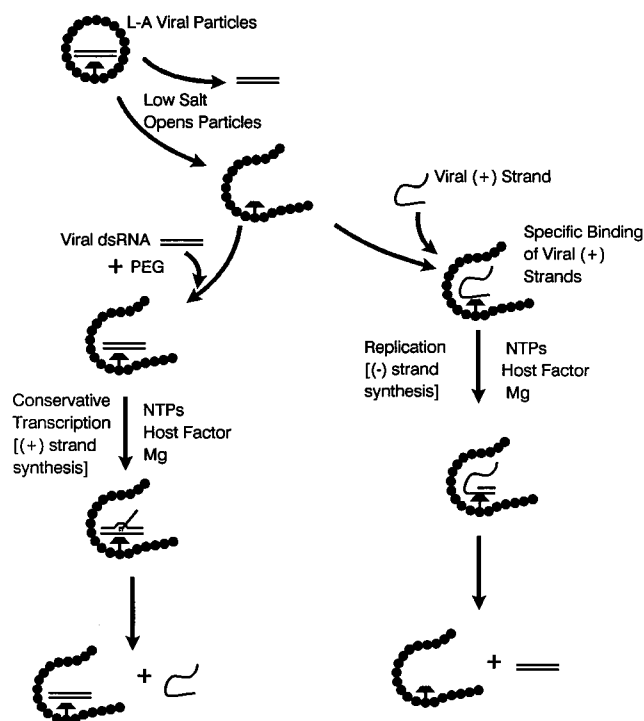 L-A Viral Particles
Low Salt
Opens Particles
Viral (+) Strand
Specific Binding
of Viral (+)
Strands
Viral dsRNA
+ PEG
Replication
[(-) strand
synthesis]
NTPs
Host Factor
Mg
Conservative
Transcription
[(+) strand
synthesis]
NTPs
Host Factor
Mg
+
+